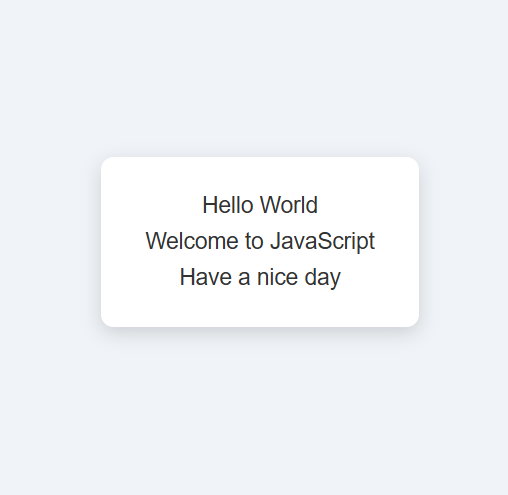 Hello World
Welcome to JavaScript
Have a nice day